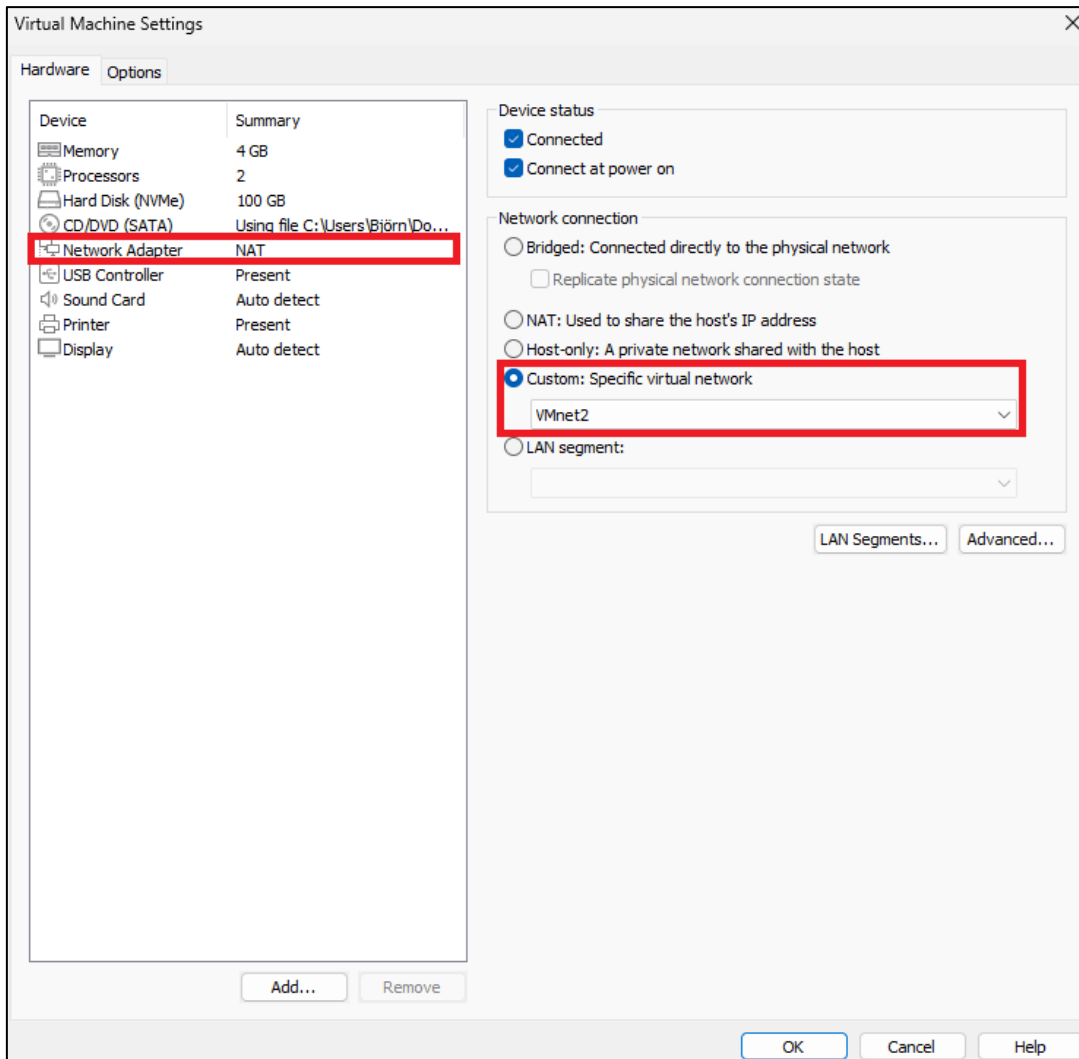 Virtual Machine Settings
Hardware Options
Device Summary
Memory 4 GB
Processors 2
Hard Disk (NVMe) 100 GB
CD/DVD (SATA) Using file C:\Users\Björn\Do...
Network Adapter NAT
USB Controller Present
Sound Card Auto detect
Printer Present
Display Auto detect
Add... Remove
Device status
Connected
Connect at power on
Network connection
Bridged: Connected directly to the physical network
Replicate physical network connection state
NAT: Used to share the host's IP address
Host-only: A private network shared with the host
Custom: Specific virtual network
VMnet2
LAN segment:
LAN Segments... Advanced...
OK Cancel Help